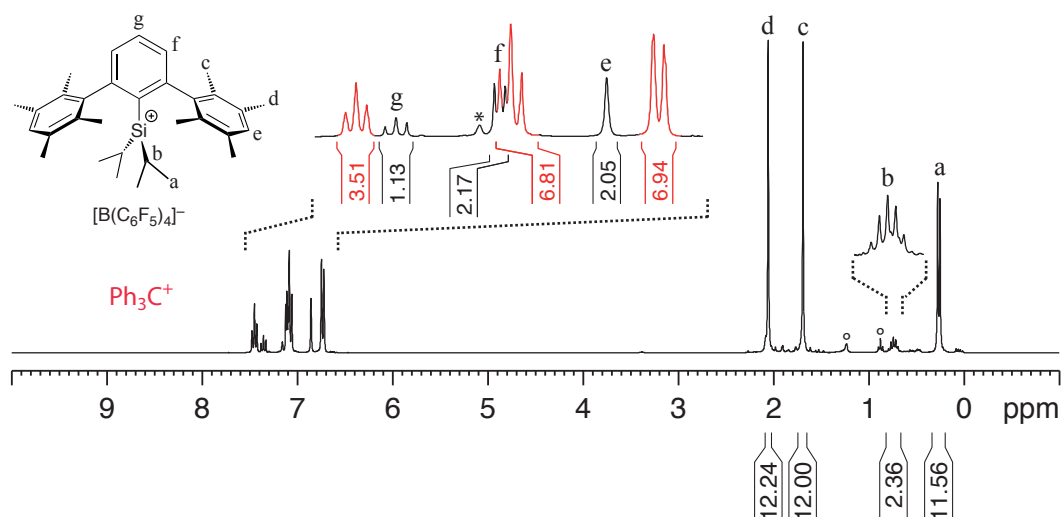 g
f
c
d
e
Si
⊕
b
a
[B(C6F5)4]–
Ph3C+
g
*
f
e
3.51
1.13
2.17
6.81
2.05
6.94
d
c
b
a
°
°
9
8
7
6
5
4
3
2
1
0
ppm
12.24
12.00
2.36
11.56